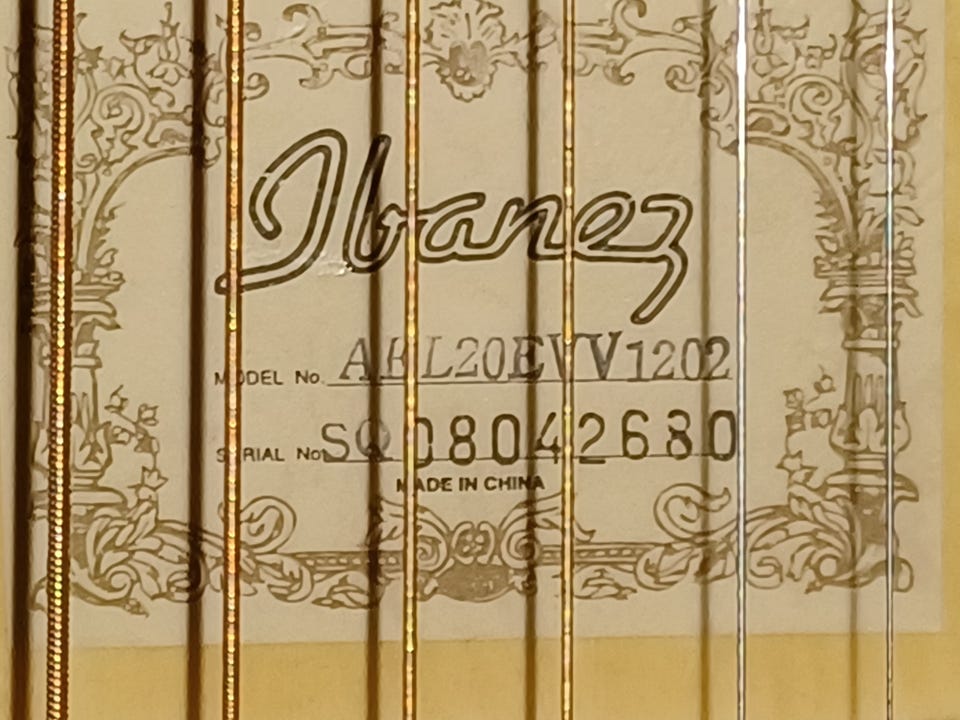 Ibanez
MODEL No. AEL20EVV1202
SERIAL No. SQ08042680
MADE IN CHINA